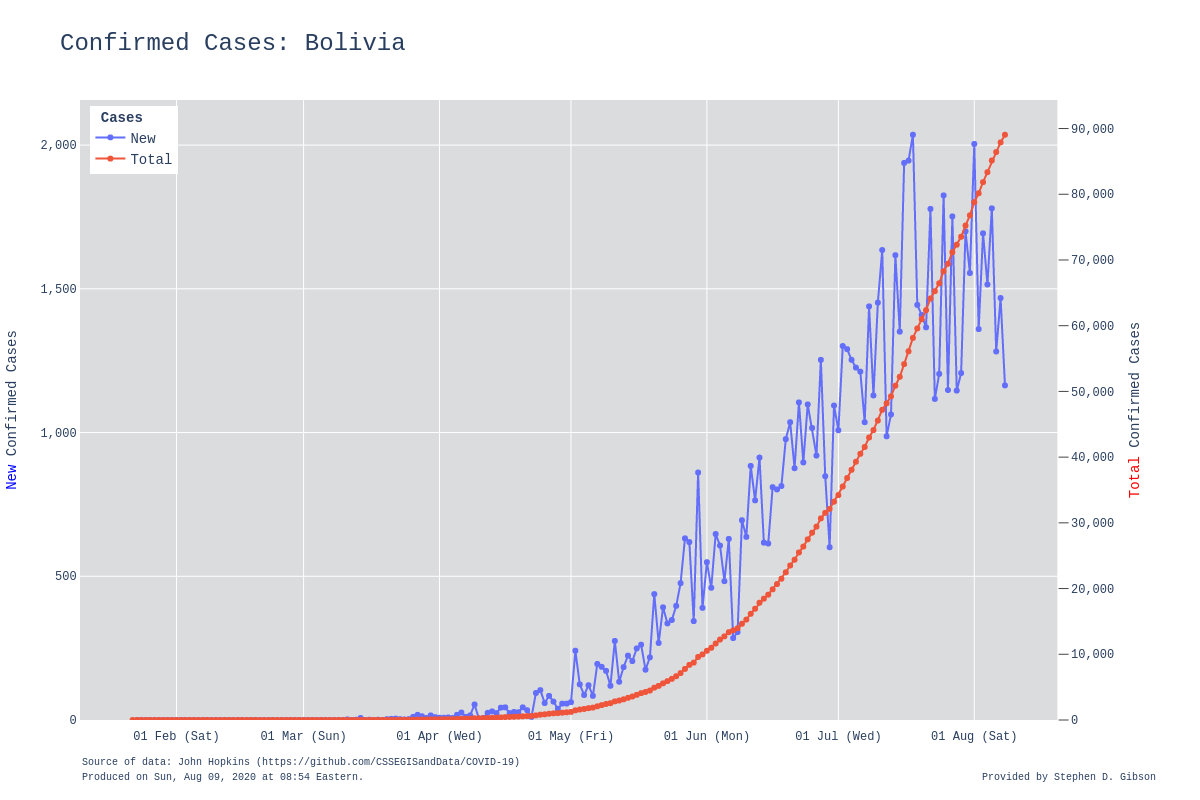 Confirmed Cases: Bolivia
Cases
New
Total
2,000
1,500
1,000
500
0
New Confirmed Cases
90,000
80,000
70,000
60,000
50,000
40,000
30,000
20,000
10,000
0
Total Confirmed Cases
01 Feb (Sat) 01 Mar (Sun) 01 Apr (Wed) 01 May (Fri) 01 Jun (Mon) 01 Jul (Wed) 01 Aug (Sat)
Source of data: John Hopkins (https://github.com/CSSEGISandData/COVID-19)
Produced on Sun, Aug 09, 2020 at 08:54 Eastern.
Provided by Stephen D. Gibson